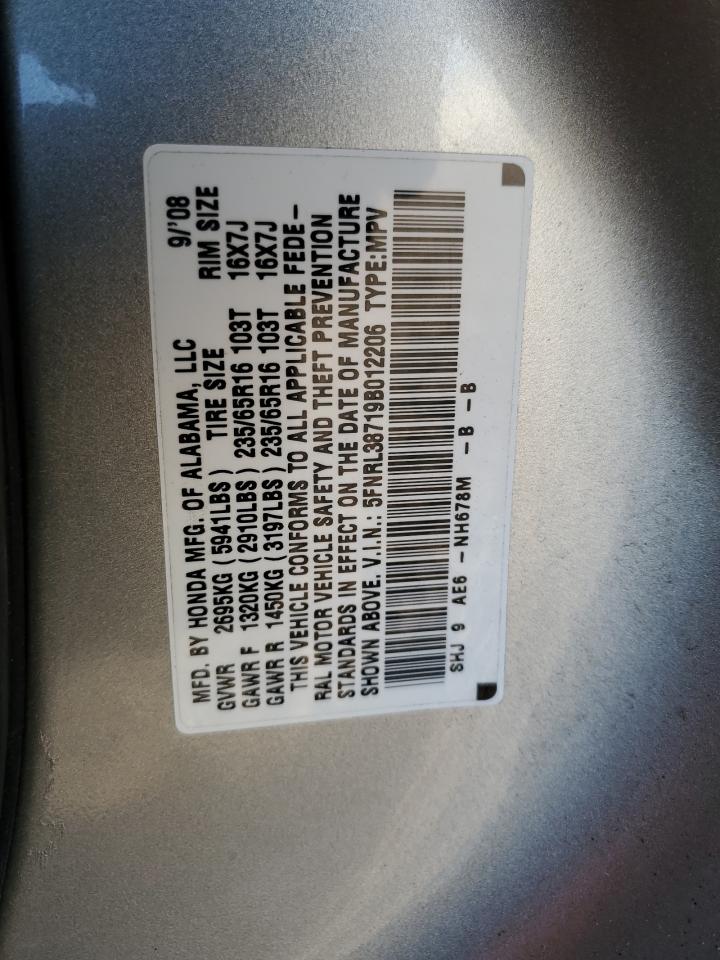 MFD. BY HONDA MFG. OF ALABAMA, LLC 9/'08
GVWR 2695KG (5941LBS) TIRE SIZE RIM SIZE
GAWR F 1320KG (2910LBS) 235/65R16 103T 16X7J
GAWR R 1450KG (3197LBS) 235/65R16 103T 16X7J
THIS VEHICLE CONFORMS TO ALL APPLICABLE FEDE-
RAL MOTOR VEHICLE SAFETY AND THEFT PREVENTION
STANDARDS IN EFFECT ON THE DATE OF MANUFACTURE
SHOWN ABOVE. V.I.N.: 5FNRL38719B012206 TYPE:MPV
SHJ 9 AE6 - NH678M - B - B